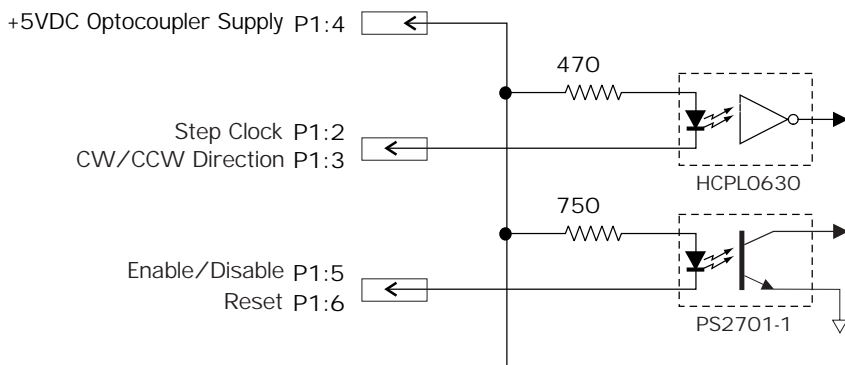 +5VDC Optocoupler Supply P1:4
470
Step Clock P1:2
CW/CCW Direction P1:3
HCPL0630
750
Enable/Disable P1:5
Reset P1:6
PS2701-1